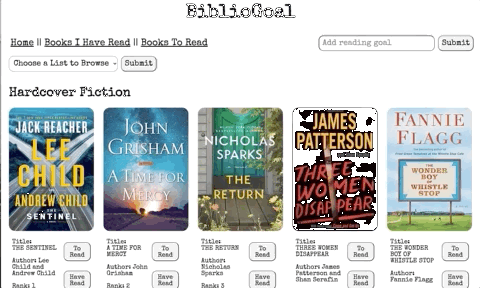 BiblioGoal
Home || Books I Have Read || Books To Read
Add reading goal
Submit
Choose a List to Browse
Submit
Hardcover Fiction
JACK REACHER
LEE
CHILD
AND
ANDREW CHILD
THE
SENTINEL
JOHN
GRISHAM
A TIME FOR
MERCY
NICHOLAS
SPARKS
THE
RETURN
JAMES
PATTERSON
THREE
WOMEN
DISAPPEAR
FANNIE
FLAGG
THE
WONDER BOY
OF
WHISTLE STOP
Title:
THE SENTINEL
To
Read
Author: Lee
Child and
Andrew Child
Have
Read
Rank: 1
Title:
A TIME FOR
MERCY
To
Read
Author: John
Grisham
Have
Read
Rank: 2
Title:
THE RETURN
To
Read
Author:
Nicholas
Sparks
Have
Read
Rank: 3
Title:
THREE WOMEN
DISAPPEAR
To
Read
Author: James
Patterson and
Shan Serafin
Have
Read
Title:
THE WONDER
BOY OF
WHISTLE STOP
To
Read
Author:
Fannie Flagg
Have
Read